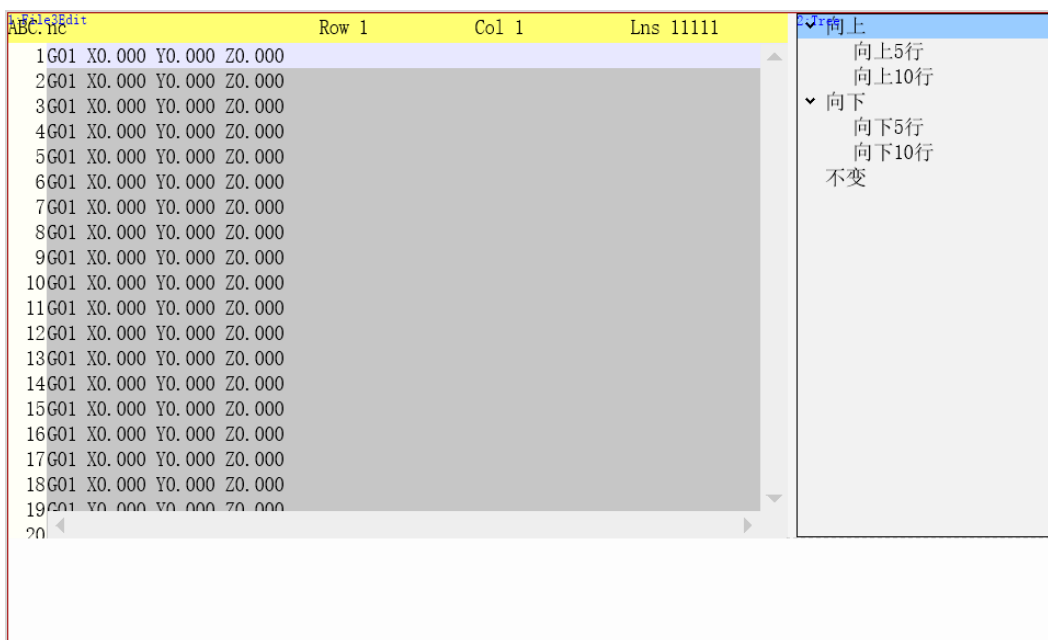 1:File3Edit
ABC.nc Row 1 Col 1 Lns 11111
1G01 X0.000 Y0.000 Z0.000
2G01 X0.000 Y0.000 Z0.000
3G01 X0.000 Y0.000 Z0.000
4G01 X0.000 Y0.000 Z0.000
5G01 X0.000 Y0.000 Z0.000
6G01 X0.000 Y0.000 Z0.000
7G01 X0.000 Y0.000 Z0.000
8G01 X0.000 Y0.000 Z0.000
9G01 X0.000 Y0.000 Z0.000
10G01 X0.000 Y0.000 Z0.000
11G01 X0.000 Y0.000 Z0.000
12G01 X0.000 Y0.000 Z0.000
13G01 X0.000 Y0.000 Z0.000
14G01 X0.000 Y0.000 Z0.000
15G01 X0.000 Y0.000 Z0.000
16G01 X0.000 Y0.000 Z0.000
17G01 X0.000 Y0.000 Z0.000
18G01 X0.000 Y0.000 Z0.000
19G01 X0.000 Y0.000 Z0.000
20
2:Tree
向上
向上5行
向上10行
向下
向下5行
向下10行
不变